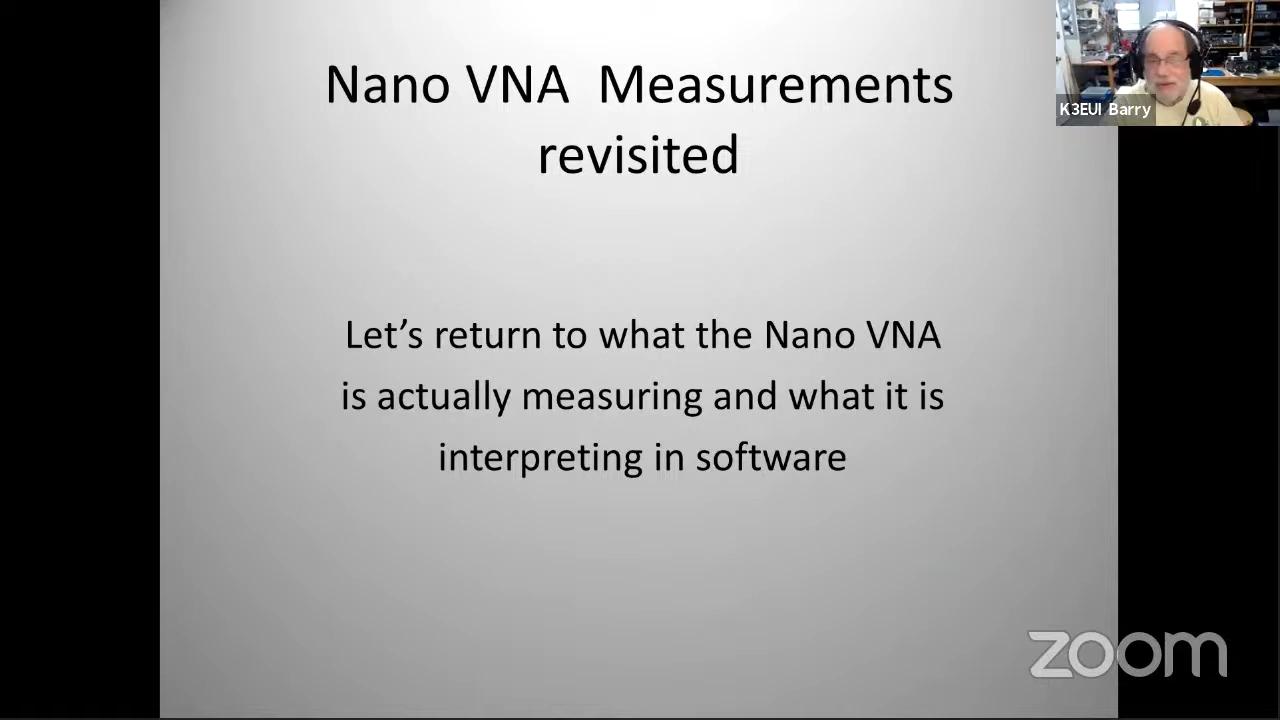 Nano VNA  Measurements
revisited
K3EUI Barry
Let’s return to what the Nano VNA
is actually measuring and what it is
interpreting in software
zoom